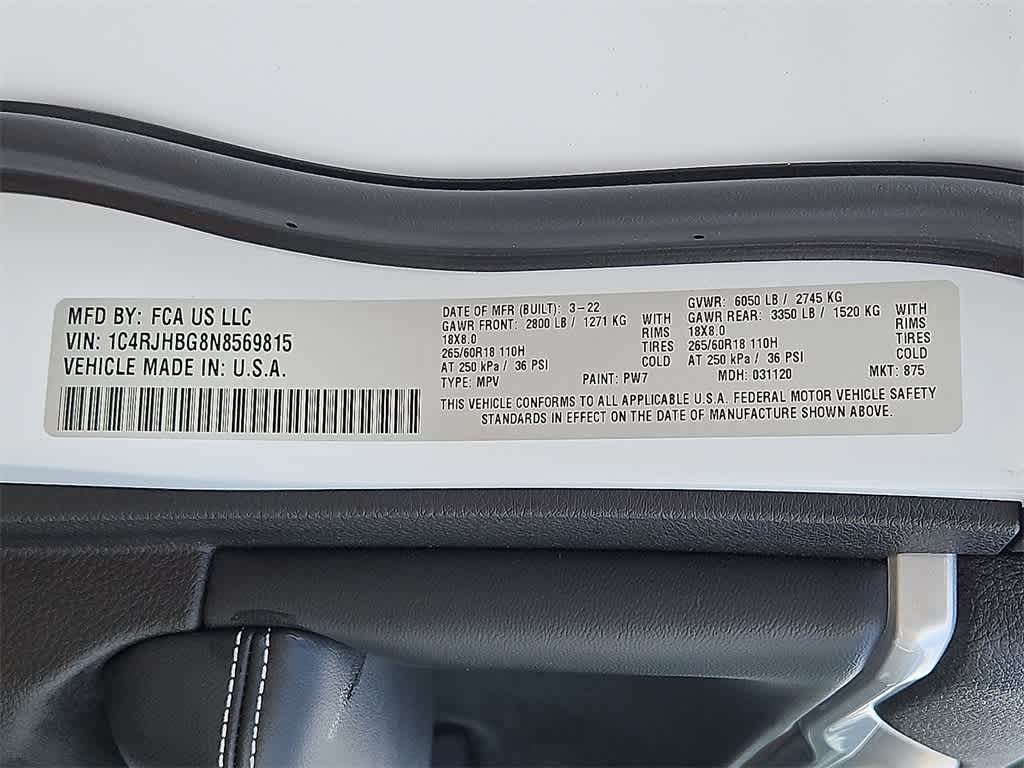 MFD BY: FCA US LLC
VIN: 1C4RJHBG8N8569815
VEHICLE MADE IN: U.S.A.
DATE OF MFR (BUILT): 3-22
GAWR FRONT: 2800 LB / 1271 KG
18X8.0
265/60R18 110H
AT 250 kPa / 36 PSI
WITH
RIMS
TIRES
COLD
GVWR: 6050 LB / 2745 KG
GAWR REAR: 3350 LB / 1520 KG
18X8.0
265/60R18 110H
AT 250 kPa / 36 PSI
WITH
RIMS
TIRES
COLD
TYPE: MPV PAINT: PW7 MDH: 031120 MKT: 875
THIS VEHICLE CONFORMS TO ALL APPLICABLE U.S.A. FEDERAL MOTOR VEHICLE SAFETY
STANDARDS IN EFFECT ON THE DATE OF MANUFACTURE SHOWN ABOVE.